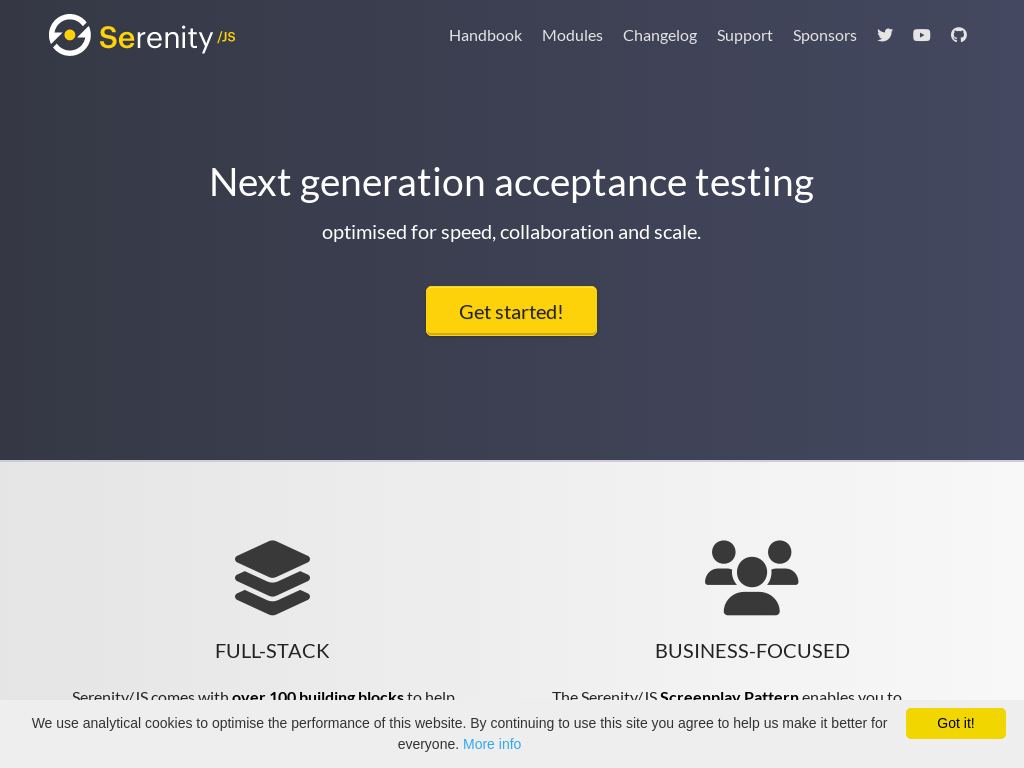 Serenity/JS
Handbook Modules Changelog Support Sponsors
Next generation acceptance testing
optimised for speed, collaboration and scale.
Get started!
FULL-STACK
BUSINESS-FOCUSED
Serenity/JS comes with over 100 building blocks to help
The Serenity/JS Screenplay Pattern enables you to
We use analytical cookies to optimise the performance of this website. By continuing to use this site you agree to help us make it better for
everyone. More info
Got it!